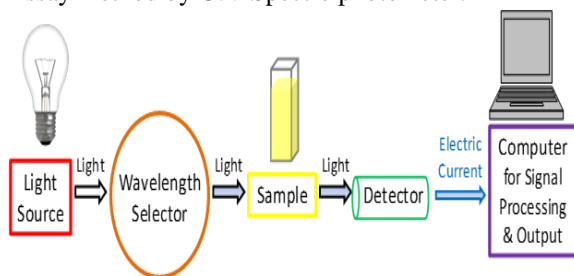 Light
Source
Light
Wavelength
Selector
Light
Sample
Light
Detector
Electric
Current
Computer
for Signal
Processing
& Output